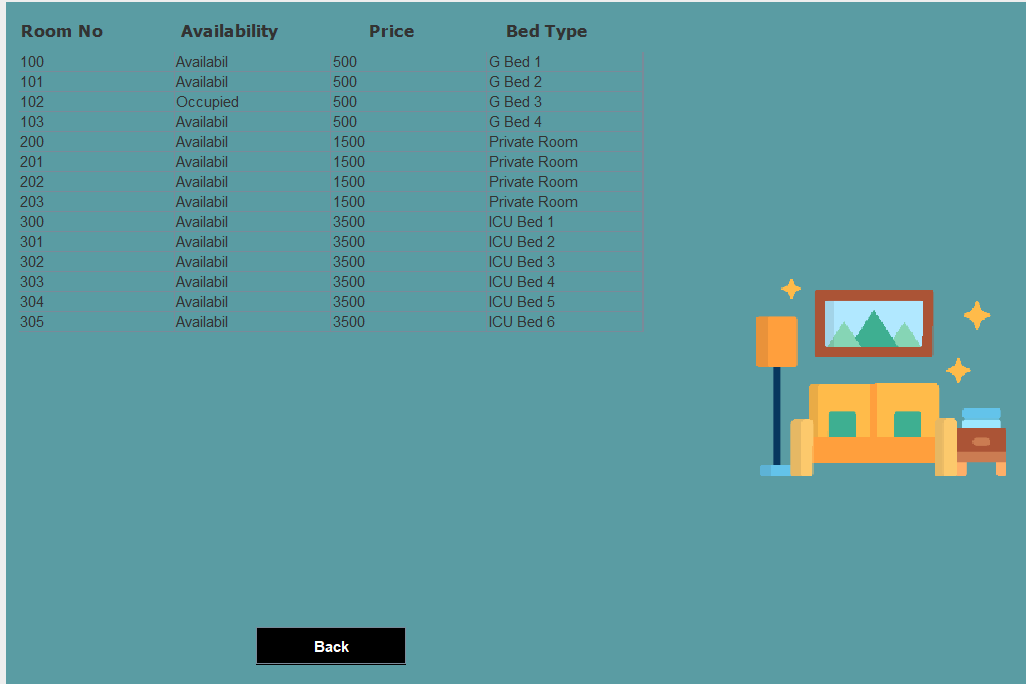 Room No Availability Price Bed Type
100 Availabil 500 G Bed 1
101 Availabil 500 G Bed 2
102 Occupied 500 G Bed 3
103 Availabil 500 G Bed 4
200 Availabil 1500 Private Room
201 Availabil 1500 Private Room
202 Availabil 1500 Private Room
203 Availabil 1500 Private Room
300 Availabil 3500 ICU Bed 1
301 Availabil 3500 ICU Bed 2
302 Availabil 3500 ICU Bed 3
303 Availabil 3500 ICU Bed 4
304 Availabil 3500 ICU Bed 5
305 Availabil 3500 ICU Bed 6
Back